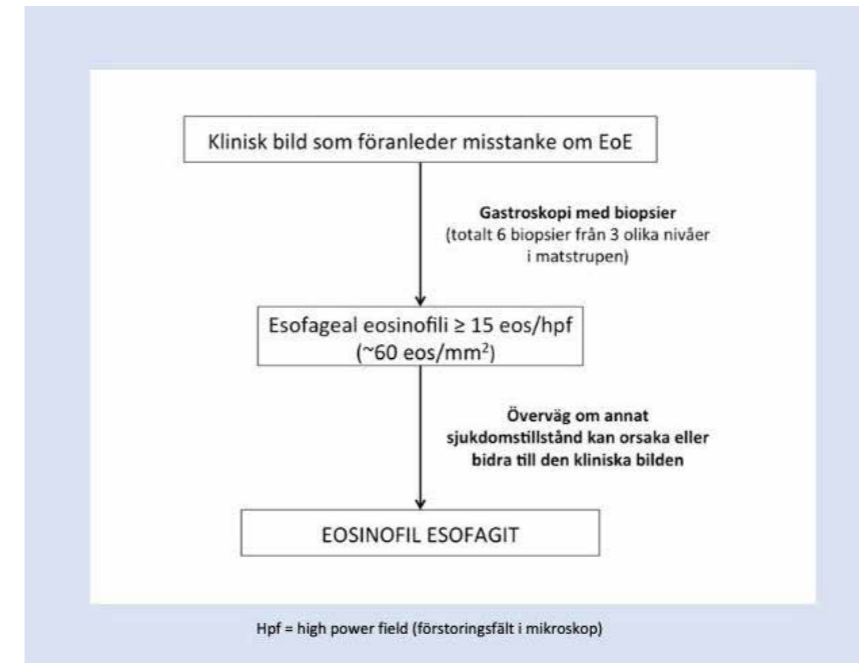 Klinisk bild som föranleder misstanke om EoE
Gastroskopi med biopsier
(totalt 6 biopsier från 3 olika nivåer
i matstrupen)
Esofageal eosinofili ≥ 15 eos/hpf
(~60 eos/mm²)
Överväg om annat
sjukdomstillstånd kan orsaka eller
bidra till den kliniska bilden
EOSINOFIL ESOFAGIT
Hpf = high power field (förstoringsfält i mikroskop)